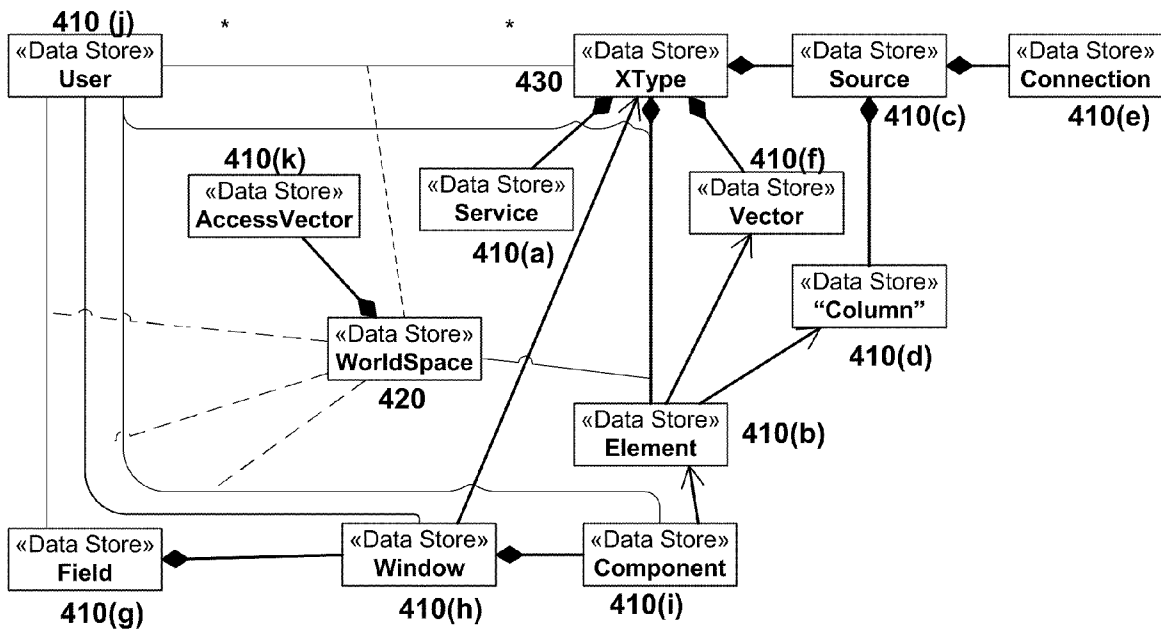 410 (j)
*
*
«Data Store»
User
430
«Data Store»
XType
«Data Store»
Source
410(c)
«Data Store»
Connection
410(e)
410(k)
«Data Store»
AccessVector
«Data Store»
Service
410(a)
410(f)
«Data Store»
Vector
«Data Store»
“Column”
410(d)
«Data Store»
WorldSpace
420
«Data Store»
Element
410(b)
«Data Store»
Field
410(g)
«Data Store»
Window
410(h)
«Data Store»
Component
410(i)